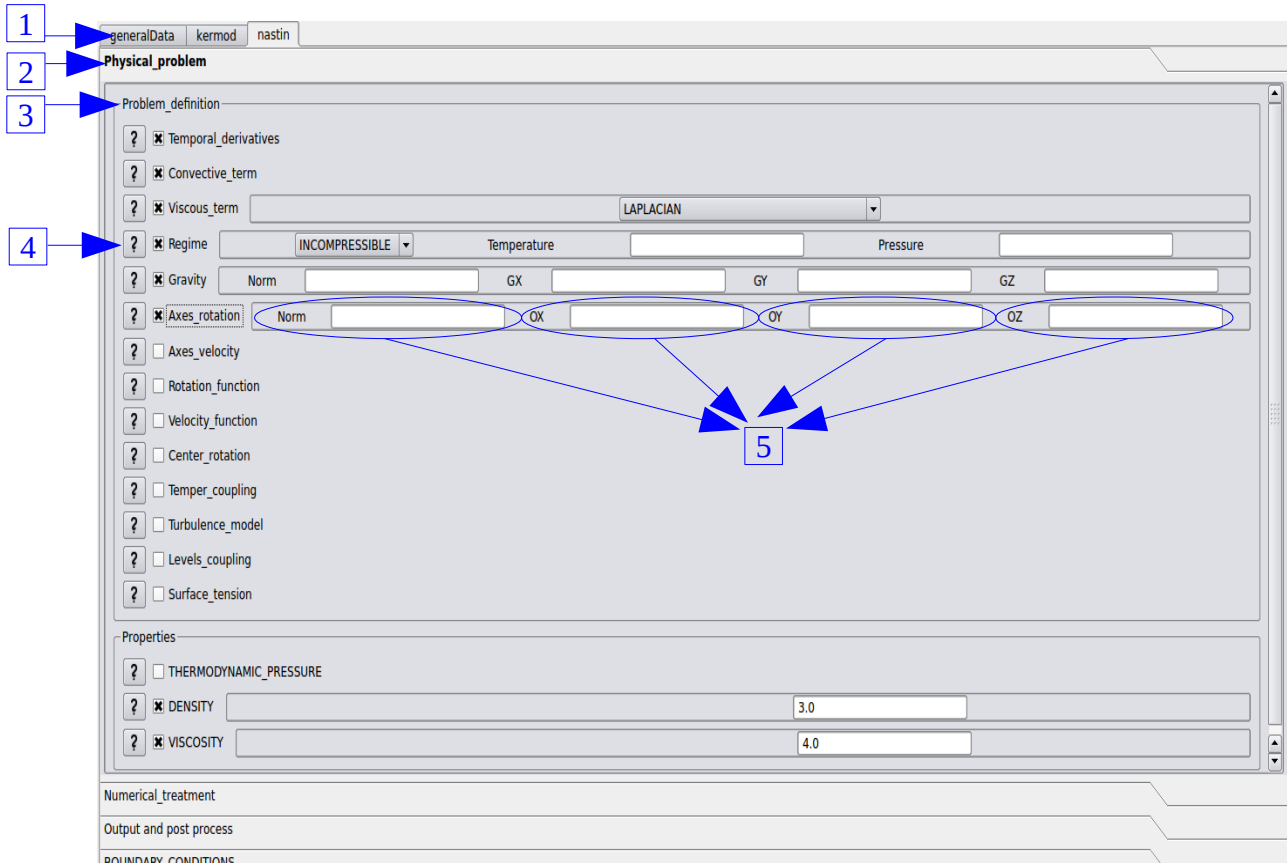 1
generalData kermod nastin
2
Physical_problem
3
Problem_definition
? Temporal_derivatives
? Convective_term
? Viscous_term LAPLACIAN
4
? Regime INCOMPRESSIBLE Temperature Pressure
? Gravity Norm GX GY GZ
? Axes_rotation Norm OX OY OZ
? Axes_velocity
? Rotation_function
? Velocity_function
5
? Center_rotation
? Temper_coupling
? Turbulence_model
? Levels_coupling
? Surface_tension
Properties
? THERMODYNAMIC_PRESSURE
? DENSITY 3.0
? VISCOSITY 4.0
Numerical_treatment
Output and post process
BOUNDARY_CONDITIONS